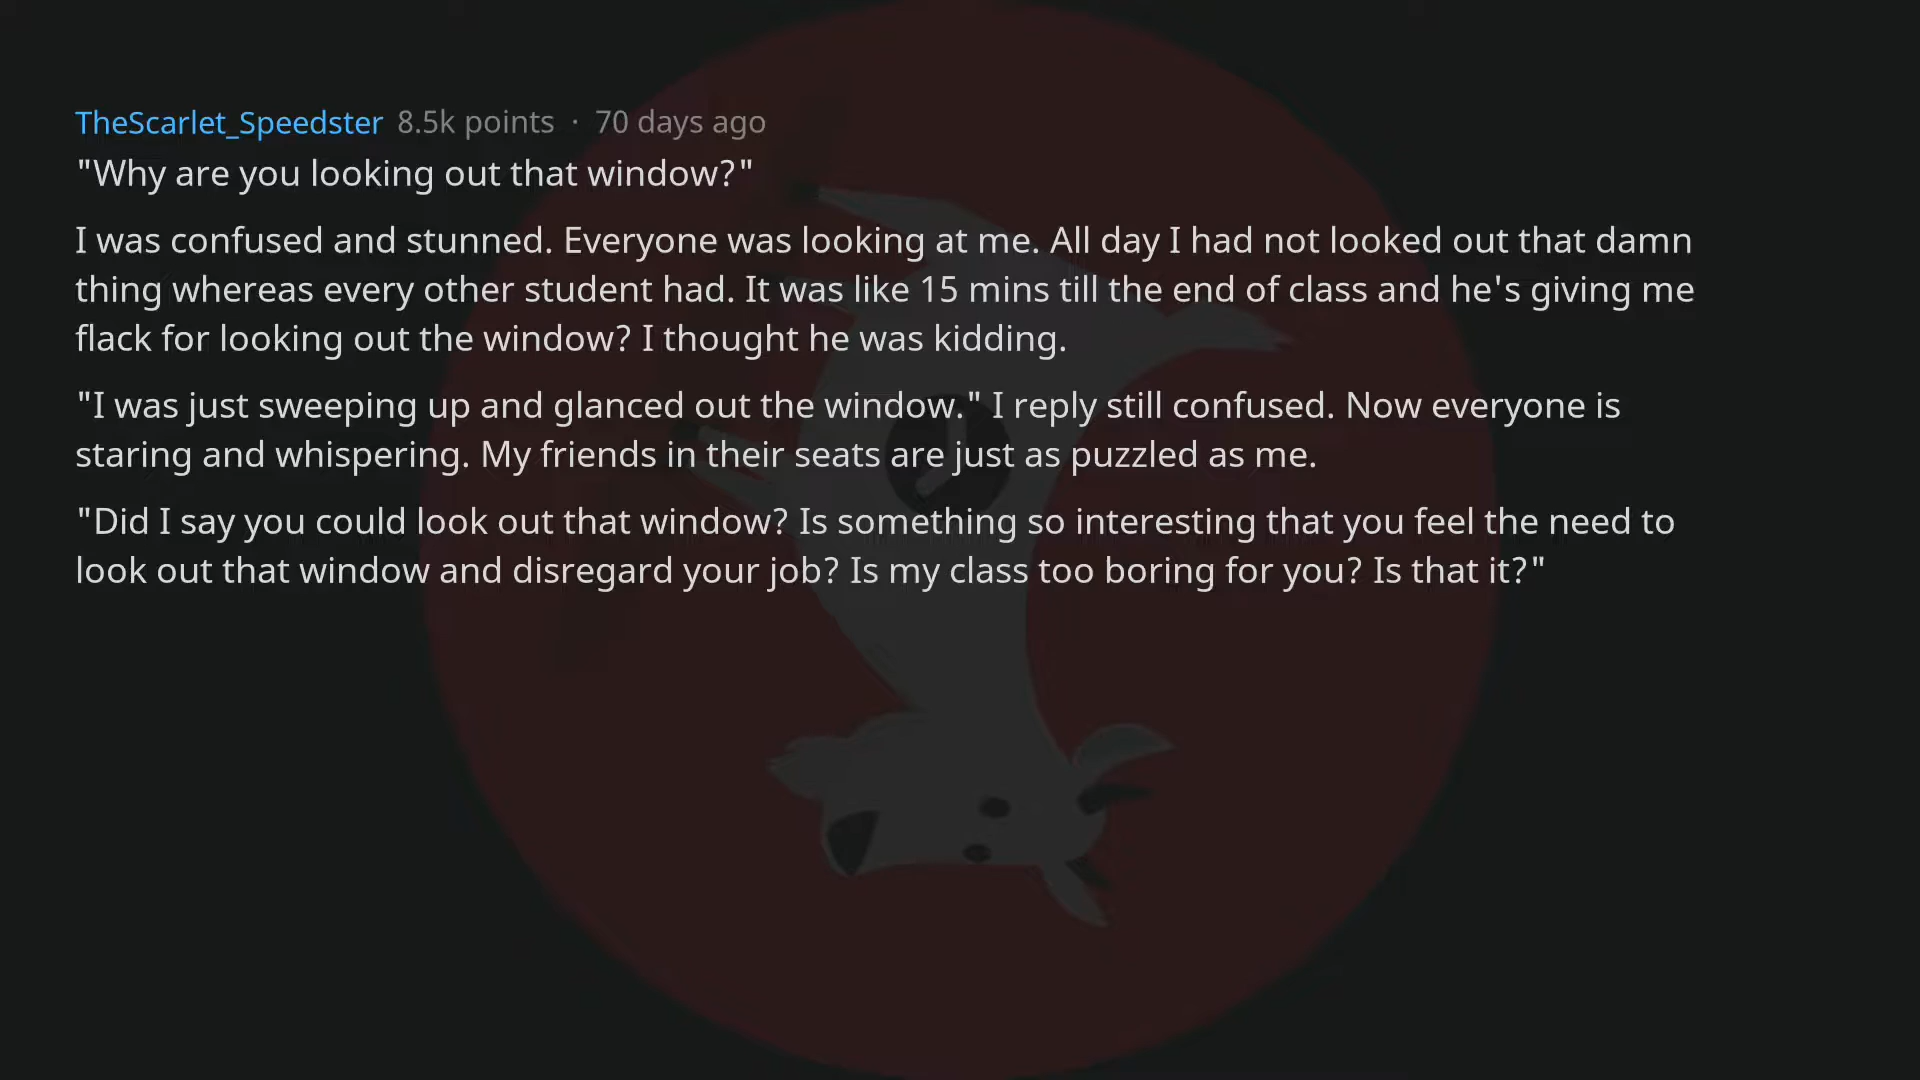 TheScarlet_Speedster 8.5k points · 70 days ago
"Why are you looking out that window?"
I was confused and stunned. Everyone was looking at me. All day I had not looked out that damn
thing whereas every other student had. It was like 15 mins till the end of class and he's giving me
flack for looking out the window? I thought he was kidding.
"I was just sweeping up and glanced out the window." I reply still confused. Now everyone is
staring and whispering. My friends in their seats are just as puzzled as me.
"Did I say you could look out that window? Is something so interesting that you feel the need to
look out that window and disregard your job? Is my class too boring for you? Is that it?"